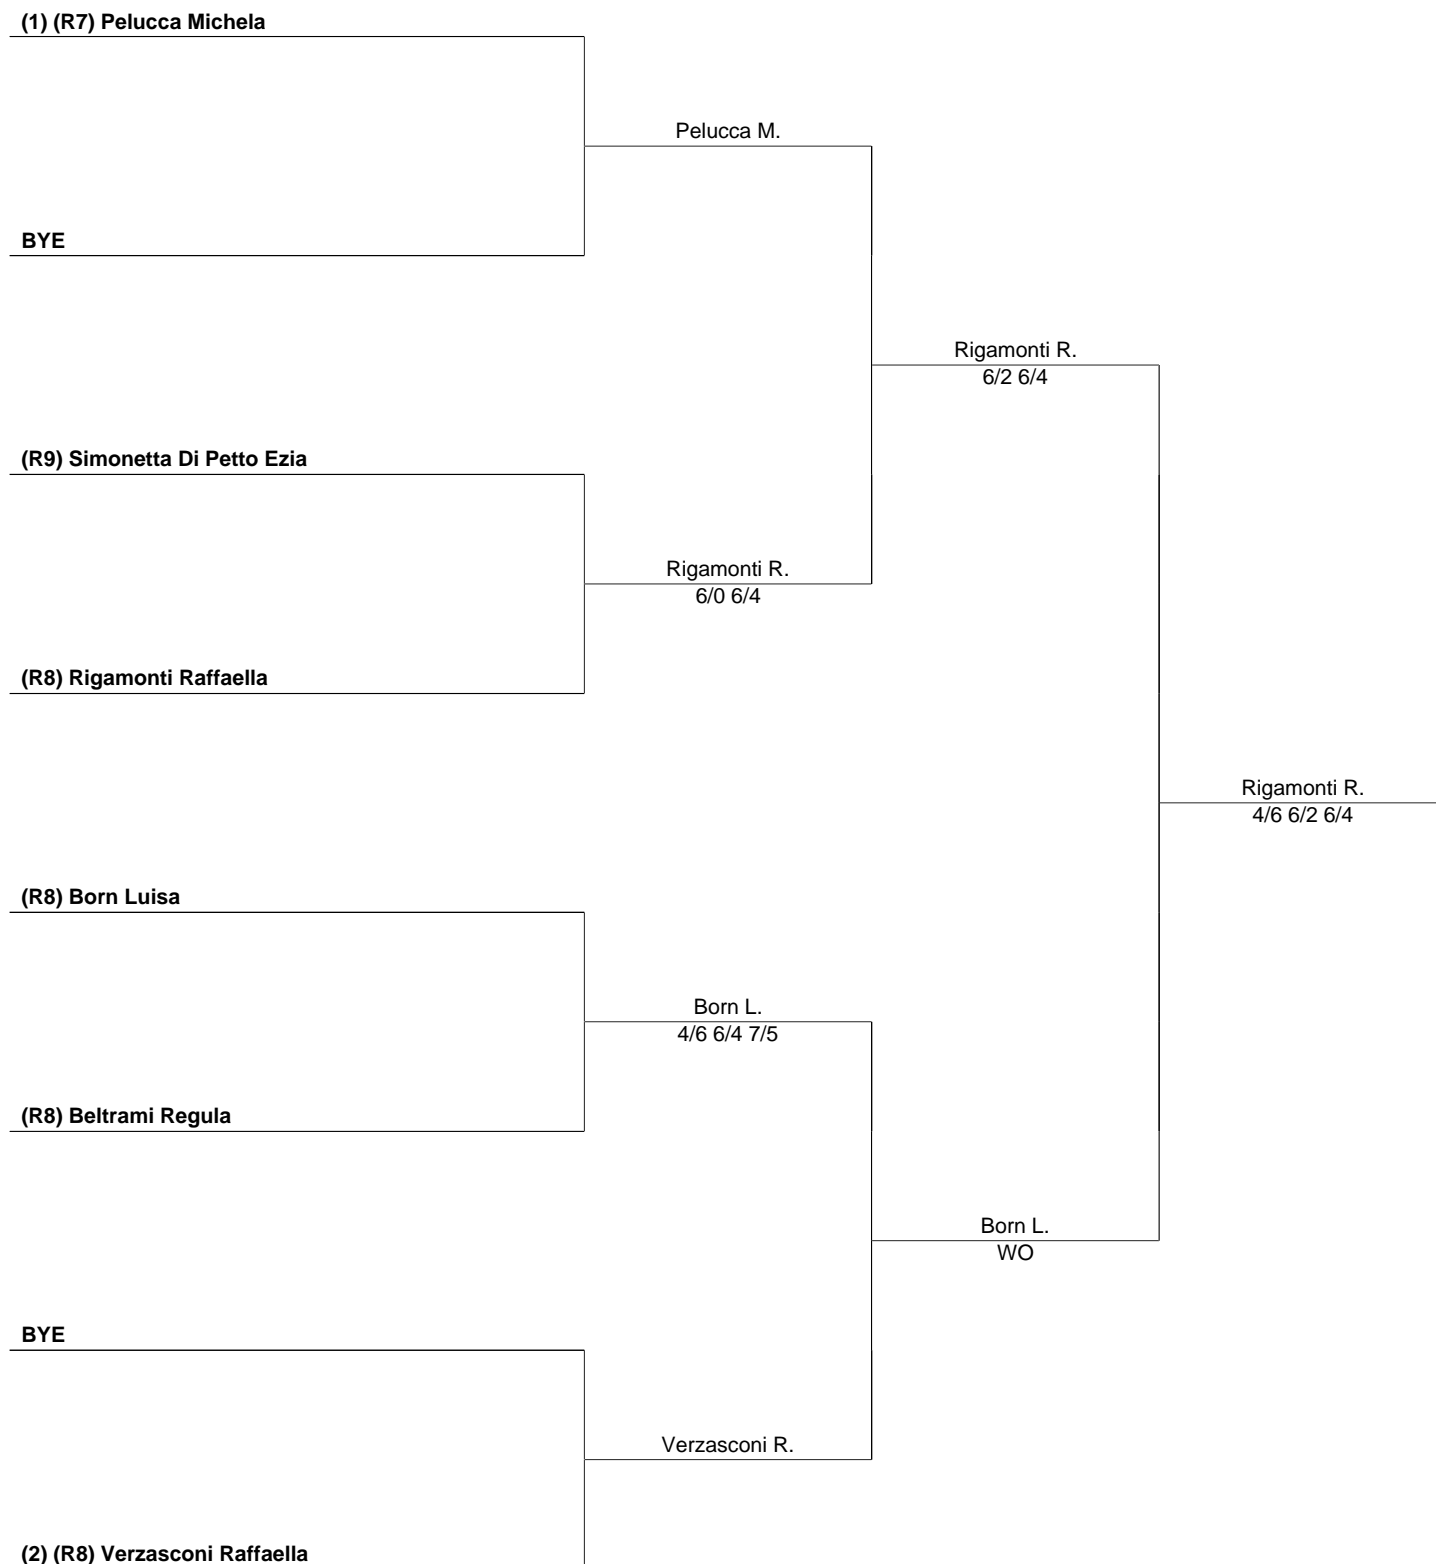 (1) (R7) Pelucca Michela
Pelucca M.
BYE
Rigamonti R.
6/2 6/4
(R9) Simonetta Di Petto Ezia
Rigamonti R.
6/0 6/4
(R8) Rigamonti Raffaella
Rigamonti R.
4/6 6/2 6/4
(R8) Born Luisa
Born L.
4/6 6/4 7/5
(R8) Beltrami Regula
Born L.
WO
BYE
Verzasconi R.
(2) (R8) Verzasconi Raffaella